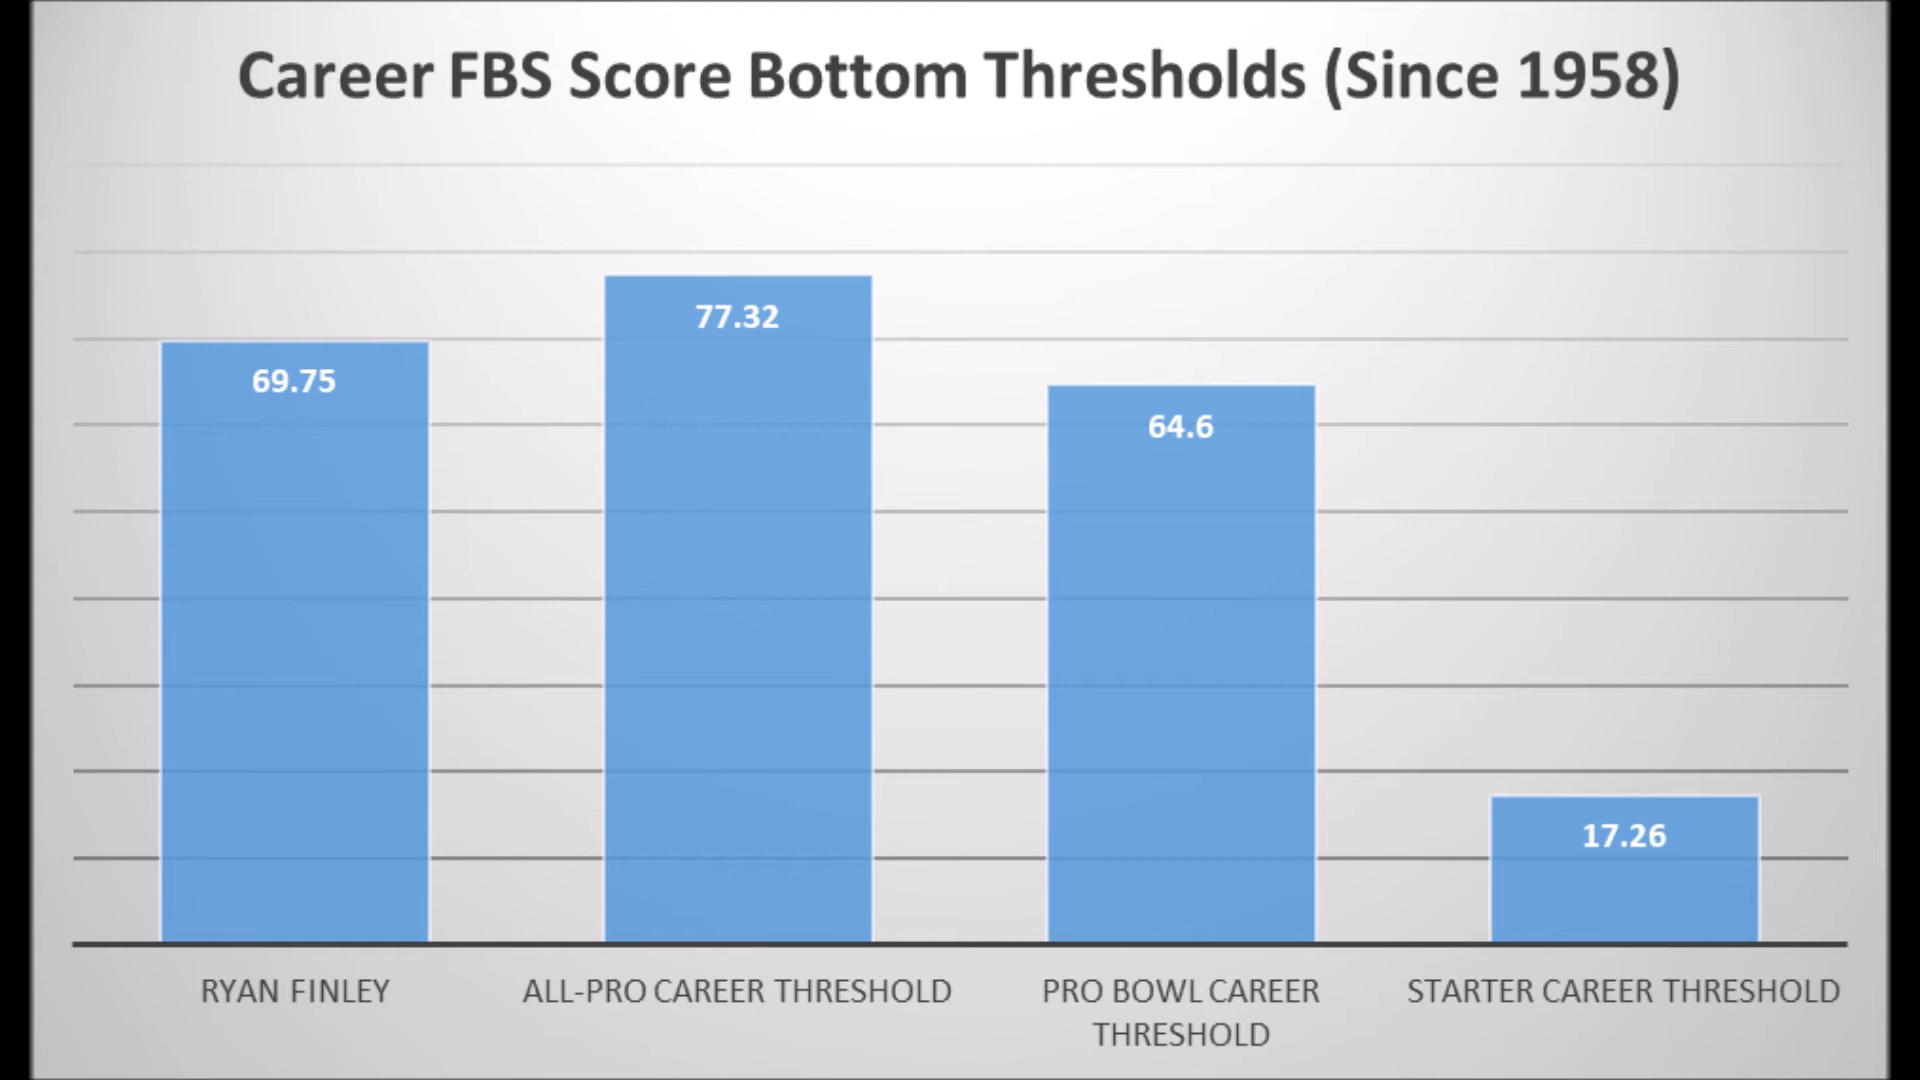 Career FBS Score Bottom Thresholds (Since 1958)
69.75
77.32
64.6
17.26
RYAN FINLEY
ALL-PRO CAREER THRESHOLD
PRO BOWL CAREER
THRESHOLD
STARTER CAREER THRESHOLD